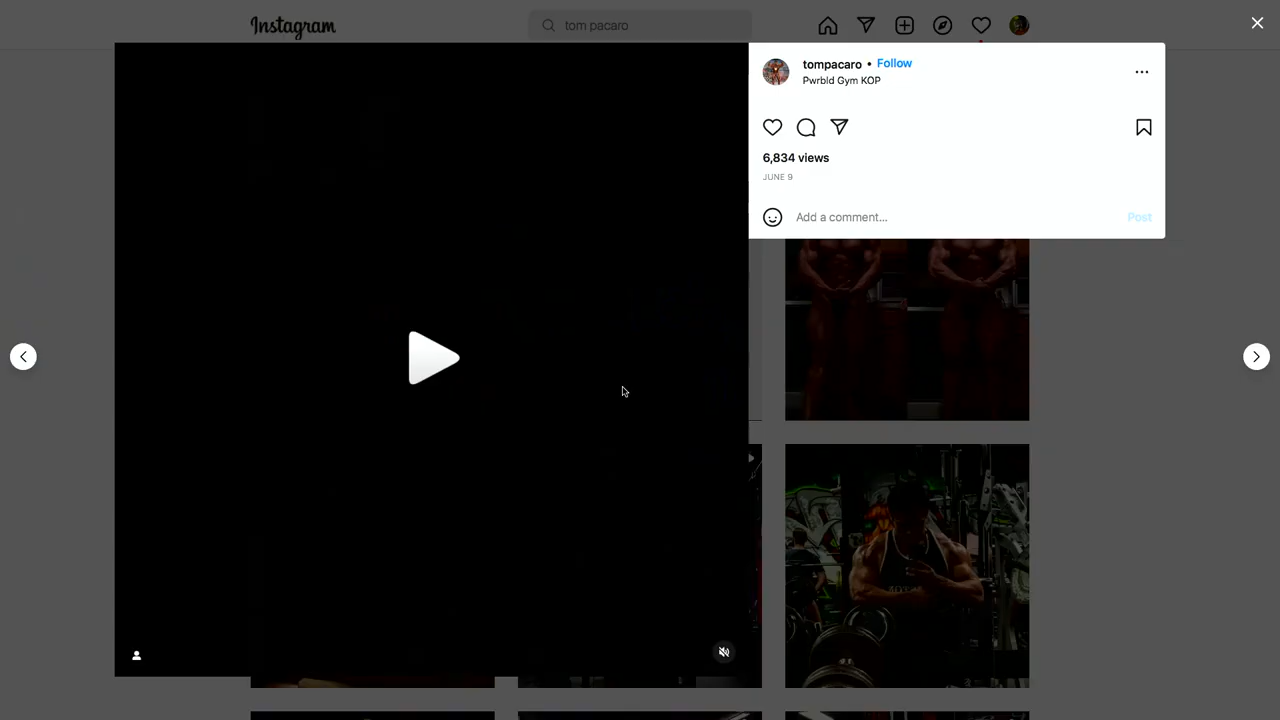 Instagram
tom pacaro
tompacaro • Follow
Pwrbld Gym KOP
6,834 views
JUNE 9
Add a comment...
Post